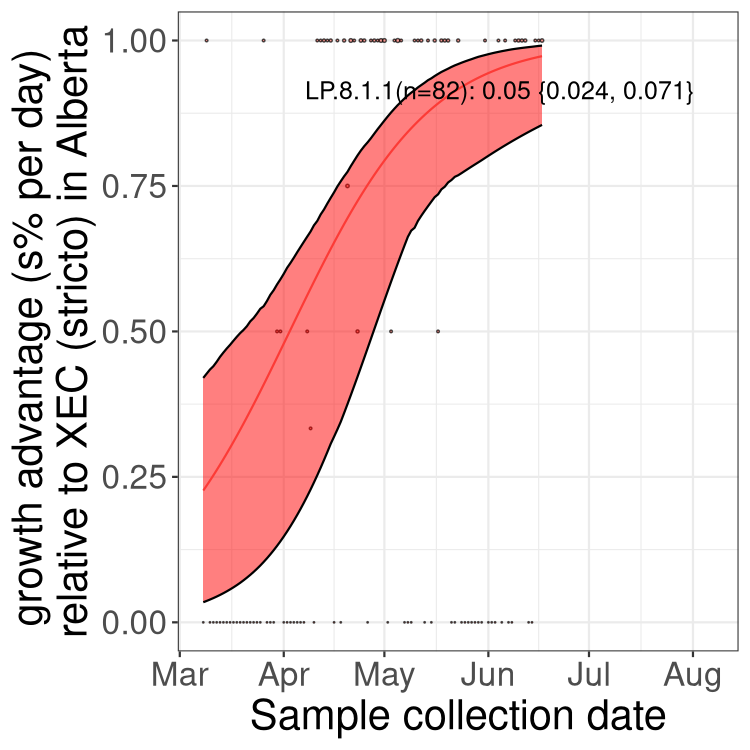 growth advantage (s% per day)
relative to XEC (stricto) in Alberta
1.00
0.75
0.50
0.25
0.00
LP.8.1.1(n=82): 0.05 {0.024, 0.071}
Mar Apr May Jun Jul Aug
Sample collection date